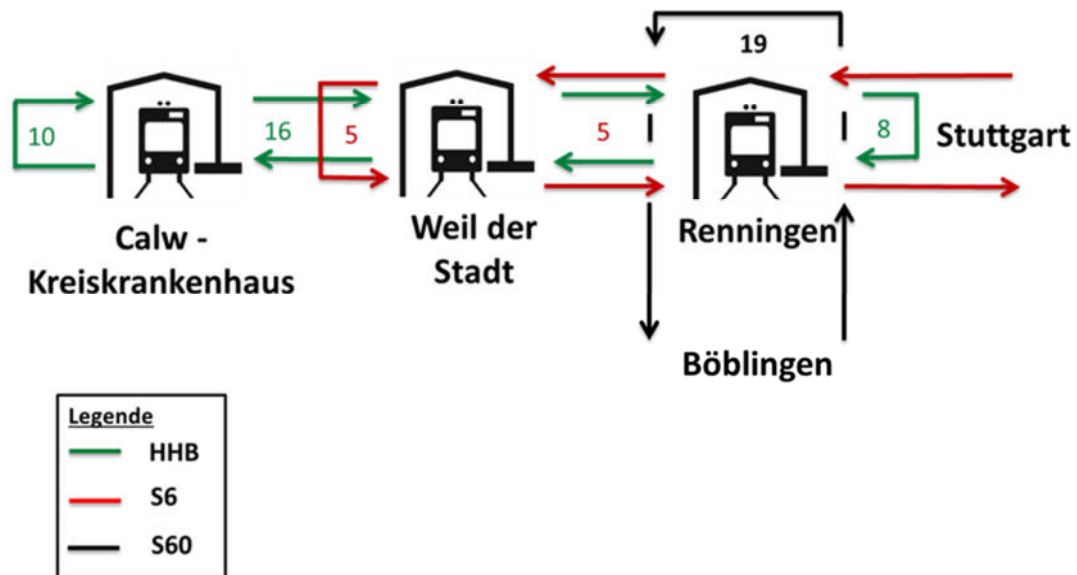 19
10
16
5
5
8
Stuttgart
Calw -
Kreiskrankenhaus
Weil der
Stadt
Renningen
Böblingen
Legende
HHB
S6
S60